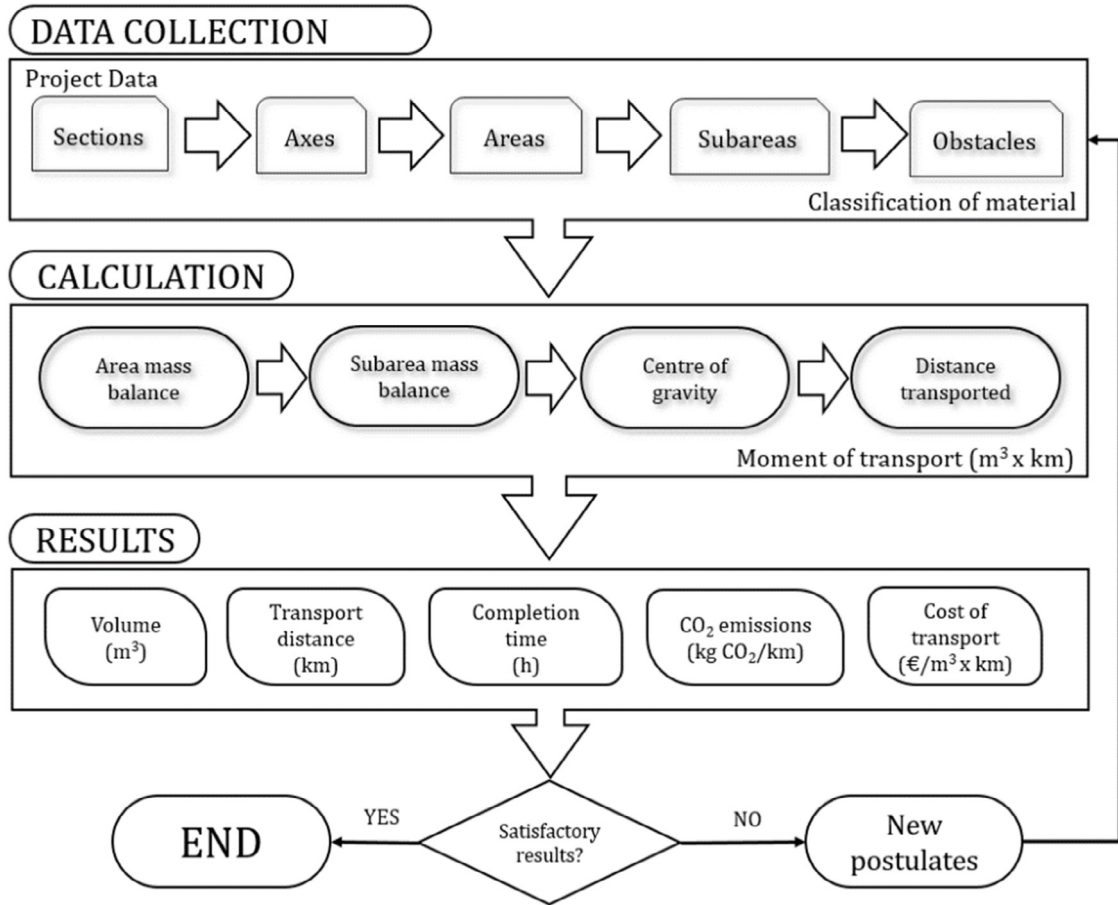 DATA COLLECTION
Project Data
Sections
Axes
Areas
Subareas
Obstacles
Classification of material
CALCULATION
Area mass
balance
Subarea mass
balance
Centre of
gravity
Distance
transported
Moment of transport (m³ x km)
RESULTS
Volume
(m³)
Transport
distance
(km)
Completion
time
(h)
CO₂ emissions
(kg CO₂/km)
Cost of
transport
(€/m³ x km)
END
YES
Satisfactory
results?
NO
New
postulates